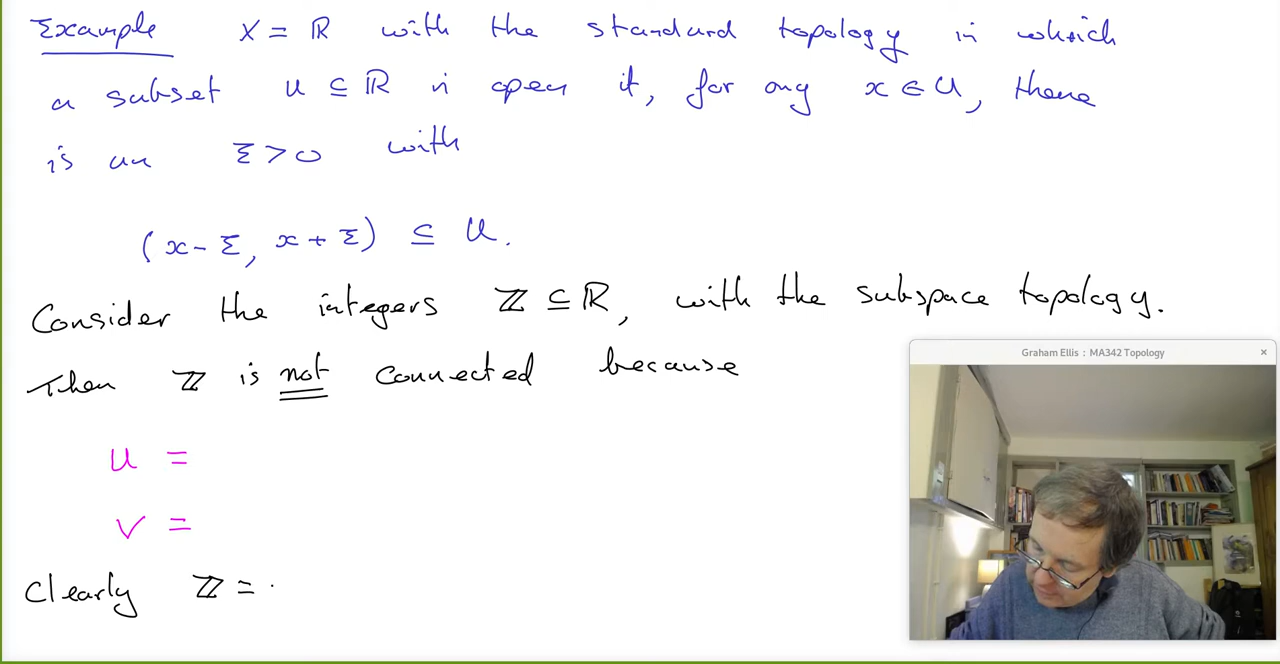 Example X = ℝ with the standard topology in which
a subset U ⊆ ℝ is open if, for any x ∈ U, there
is an ε > 0 with
(x - ε, x + ε) ⊆ U.
Consider the integers ℤ ⊆ ℝ, with the subspace topology.
Then ℤ is not connected because
U =
V =
Clearly ℤ =
Graham Ellis : MA342 Topology